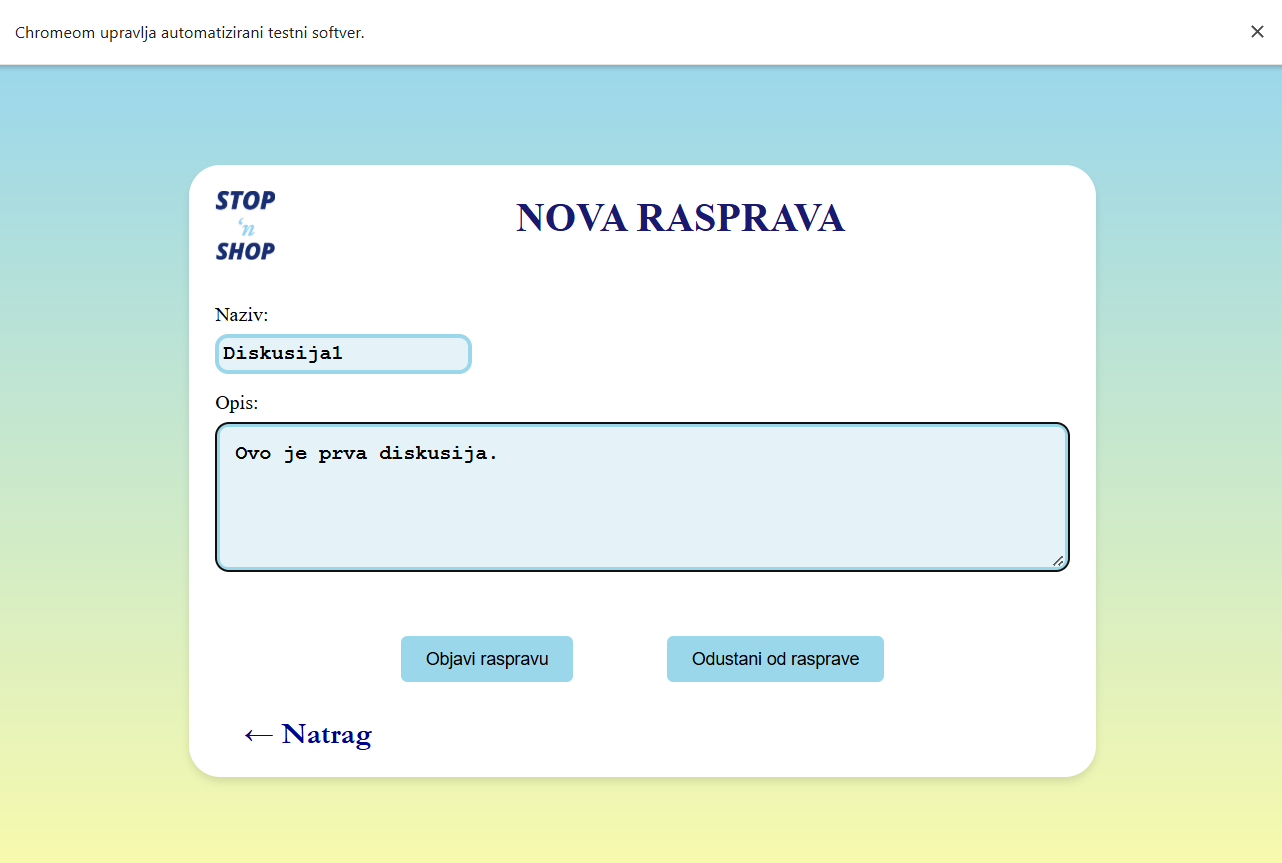 Chromeom upravlja automatizirani testni softver.
STOP
‘n
SHOP
NOVA RASPRAVA
Naziv:
Diskusija1
Opis:
Ovo je prva diskusija.
Objavi raspravu
Odustani od rasprave
← Natrag